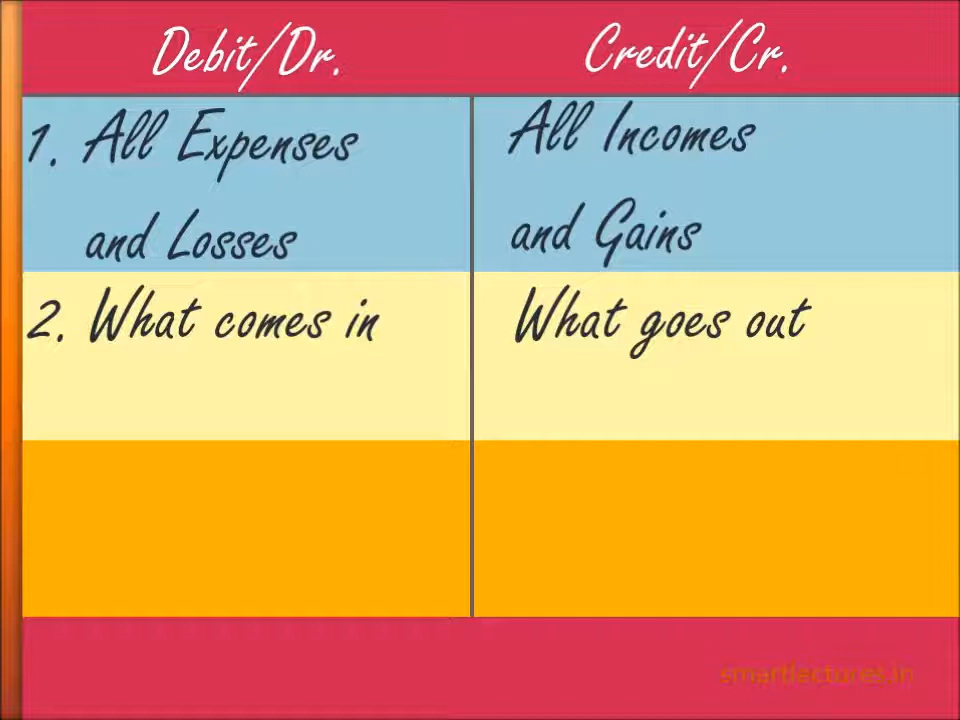 Debit/Dr.
Credit/Cr.
1. All Expenses
and Losses
All Incomes
and Gains
2. What comes in
What goes out
smartlectures.in